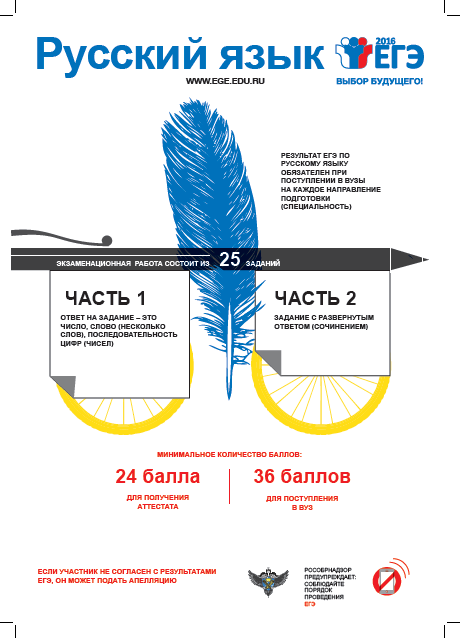 Русский язык
2016
ЕГЭ
WWW.EGE.EDU.RU
ВЫБОР БУДУЩЕГО!
РЕЗУЛЬТАТ ЕГЭ ПО
РУССКОМУ ЯЗЫКУ
ОБЯЗАТЕЛЕН ПРИ
ПОСТУПЛЕНИИ В ВУЗЫ
НА КАЖДОЕ НАПРАВЛЕНИЕ
ПОДГОТОВКИ
(СПЕЦИАЛЬНОСТЬ)
ЭКЗАМЕНАЦИОННАЯ РАБОТА СОСТОИТ ИЗ 25 ЗАДАНИЙ
ЧАСТЬ 1
ОТВЕТ НА ЗАДАНИЕ – ЭТО
ЧИСЛО, СЛОВО (НЕСКОЛЬКО
СЛОВ), ПОСЛЕДОВАТЕЛЬНОСТЬ
ЦИФР (ЧИСЕЛ)
ЧАСТЬ 2
ЗАДАНИЕ С РАЗВЕРНУТЫМ
ОТВЕТОМ (СОЧИНЕНИЕМ)
МИНИМАЛЬНОЕ КОЛИЧЕСТВО БАЛЛОВ:
24 балла
ДЛЯ ПОЛУЧЕНИЯ
АТТЕСТАТА
36 баллов
ДЛЯ ПОСТУПЛЕНИЯ
В ВУЗ
ЕСЛИ УЧАСТНИК НЕ СОГЛАСЕН С РЕЗУЛЬТАТАМИ
ЕГЭ, ОН МОЖЕТ ПОДАТЬ АПЕЛЛЯЦИЮ
РОСОБРНАДЗОР
ПРЕДУПРЕЖДАЕТ:
СОБЛЮДАЙТЕ
ПОРЯДОК
ПРОВЕДЕНИЯ
ЕГЭ